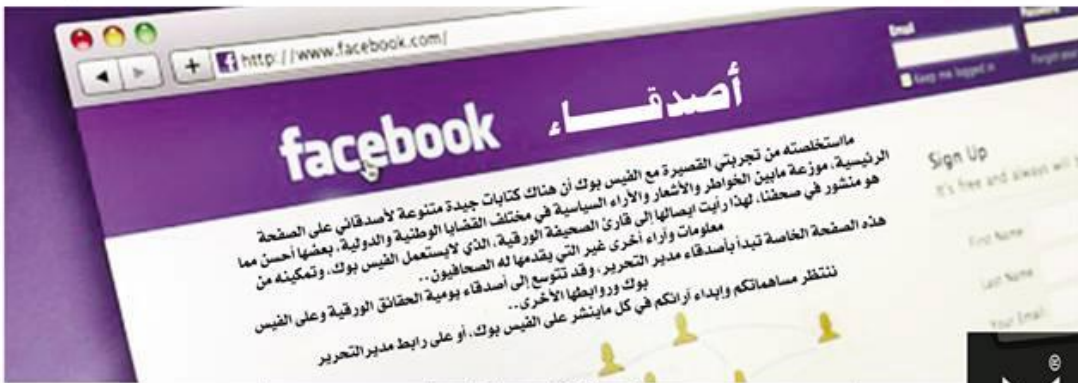 http://www.facebook.com/
Email
Keep me logged in
facebook
أصدقـــاء
Sign Up
It's free and always will
First Name
Last Name
Your Email
مااستخلصته من تجربتي القصيرة مع الفيس بوك أن هناك كتابات جيدة متنوعة لأصدقائي على الصفحة
الرئيسية، موزعة مابين الخواطر والأشعار والأراء السياسية في مختلف القضايا الوطنية والدولية، بعضها أحسن مما
هو منشور في صحفنا، لهذا رأيت ايصالها إلى قارئ الصحيفة الورقية، الذي لايستعمل الفيس بوك، وتمكينه من
معلومات وآراء أخرى غير التي يقدمها له الصحافيون..
هذه الصفحة الخاصة تبدأ بأصدقاء مدير التحرير، وقد تتوسع إلى أصدقاء يومية الحقائق الورقية وعلى الفيس
بوك وروابطها الأخرى..
ننتظر مساهماتكم وإبداء آرائكم في كل ماينشر على الفيس بوك، أو على رابط مدير التحرير
®